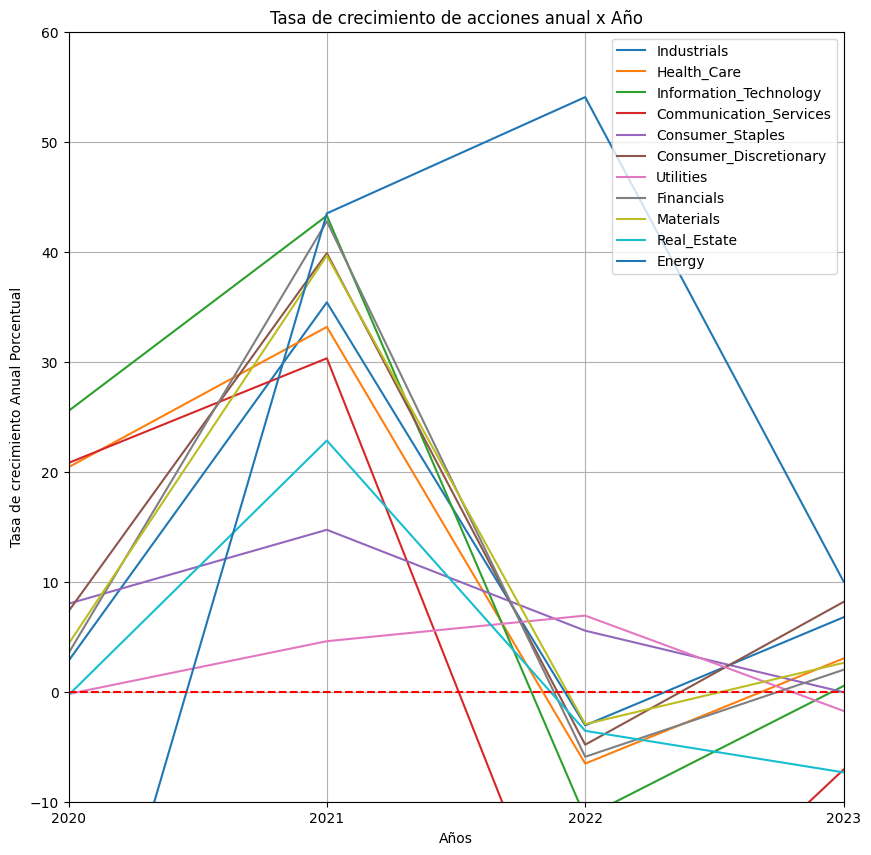 Tasa de crecimiento de acciones anual x Año
Tasa de crecimiento Anual Porcentual
60
50
40
30
20
10
0
−10
2020
2021
2022
2023
Años
Industrials
Health_Care
Information_Technology
Communication_Services
Consumer_Staples
Consumer_Discretionary
Utilities
Financials
Materials
Real_Estate
Energy